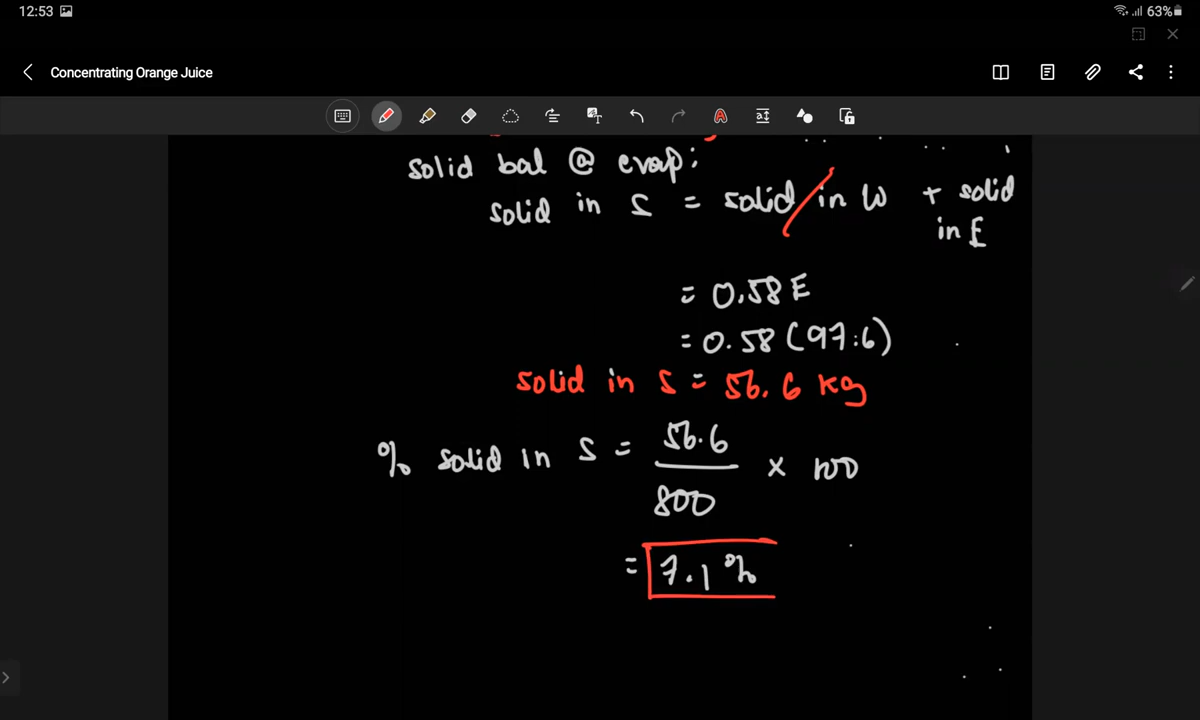 12:53
63%
Concentrating Orange Juice
solid bal @ evap:
solid in S = solid in W + solid in E
= 0.58 E
= 0.58 (97.6)
solid in S = 56.6 kg
% solid in S = 56.6 / 800 x 100
= 7.1 %